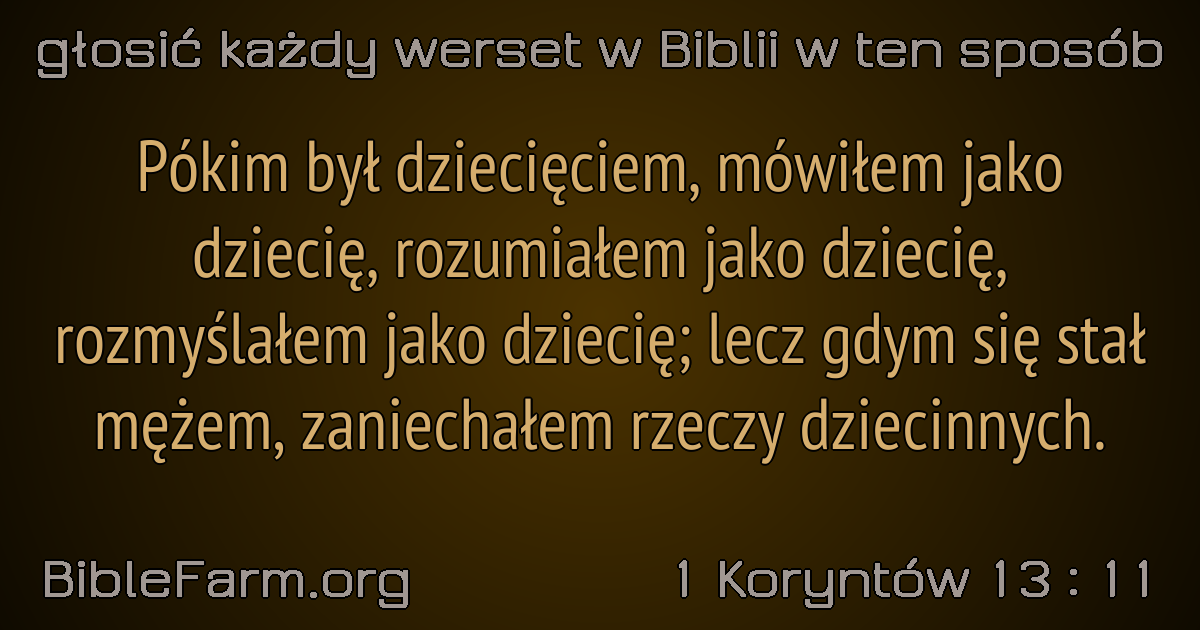 głosić każdy werset w Biblii w ten sposób
Pókim był dziecięciem, mówiłem jako
dziecię, rozumiałem jako dziecię,
rozmyślałem jako dziecię; lecz gdym się stał
mężem, zaniechałem rzeczy dziecinnych.
BibleFarm.org
1 Koryntów 13 : 11